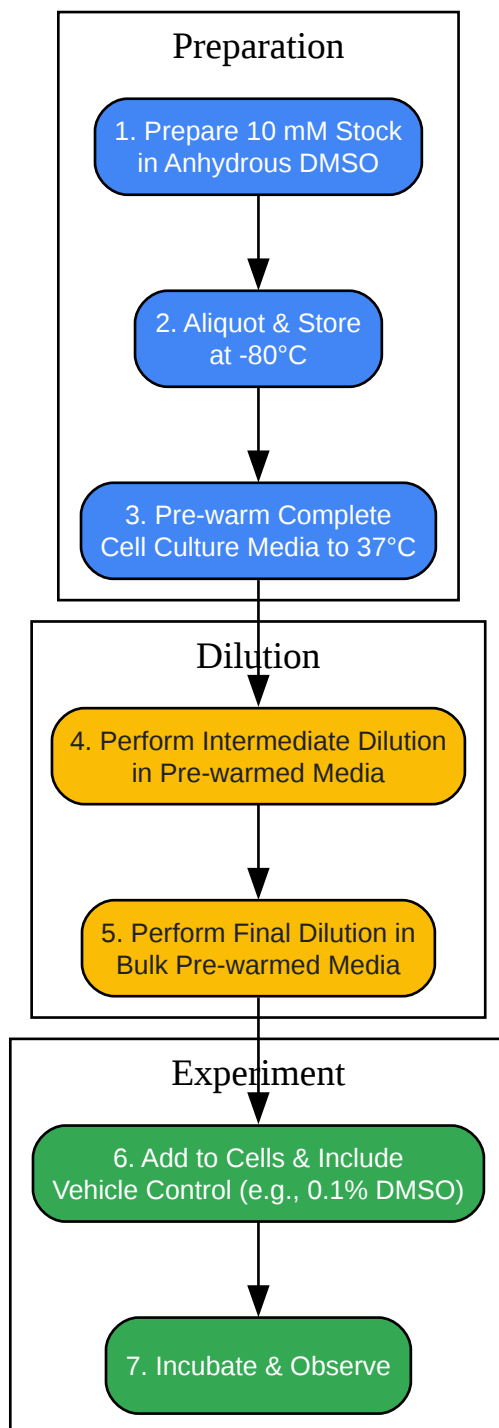 Preparation
1. Prepare 10 mM Stock
in Anhydrous DMSO
2. Aliquot & Store
at -80°C
3. Pre-warm Complete
Cell Culture Media to 37°C
Dilution
4. Perform Intermediate Dilution
in Pre-warmed Media
5. Perform Final Dilution in
Bulk Pre-warmed Media
Experiment
6. Add to Cells & Include
Vehicle Control (e.g., 0.1% DMSO)
7. Incubate & Observe